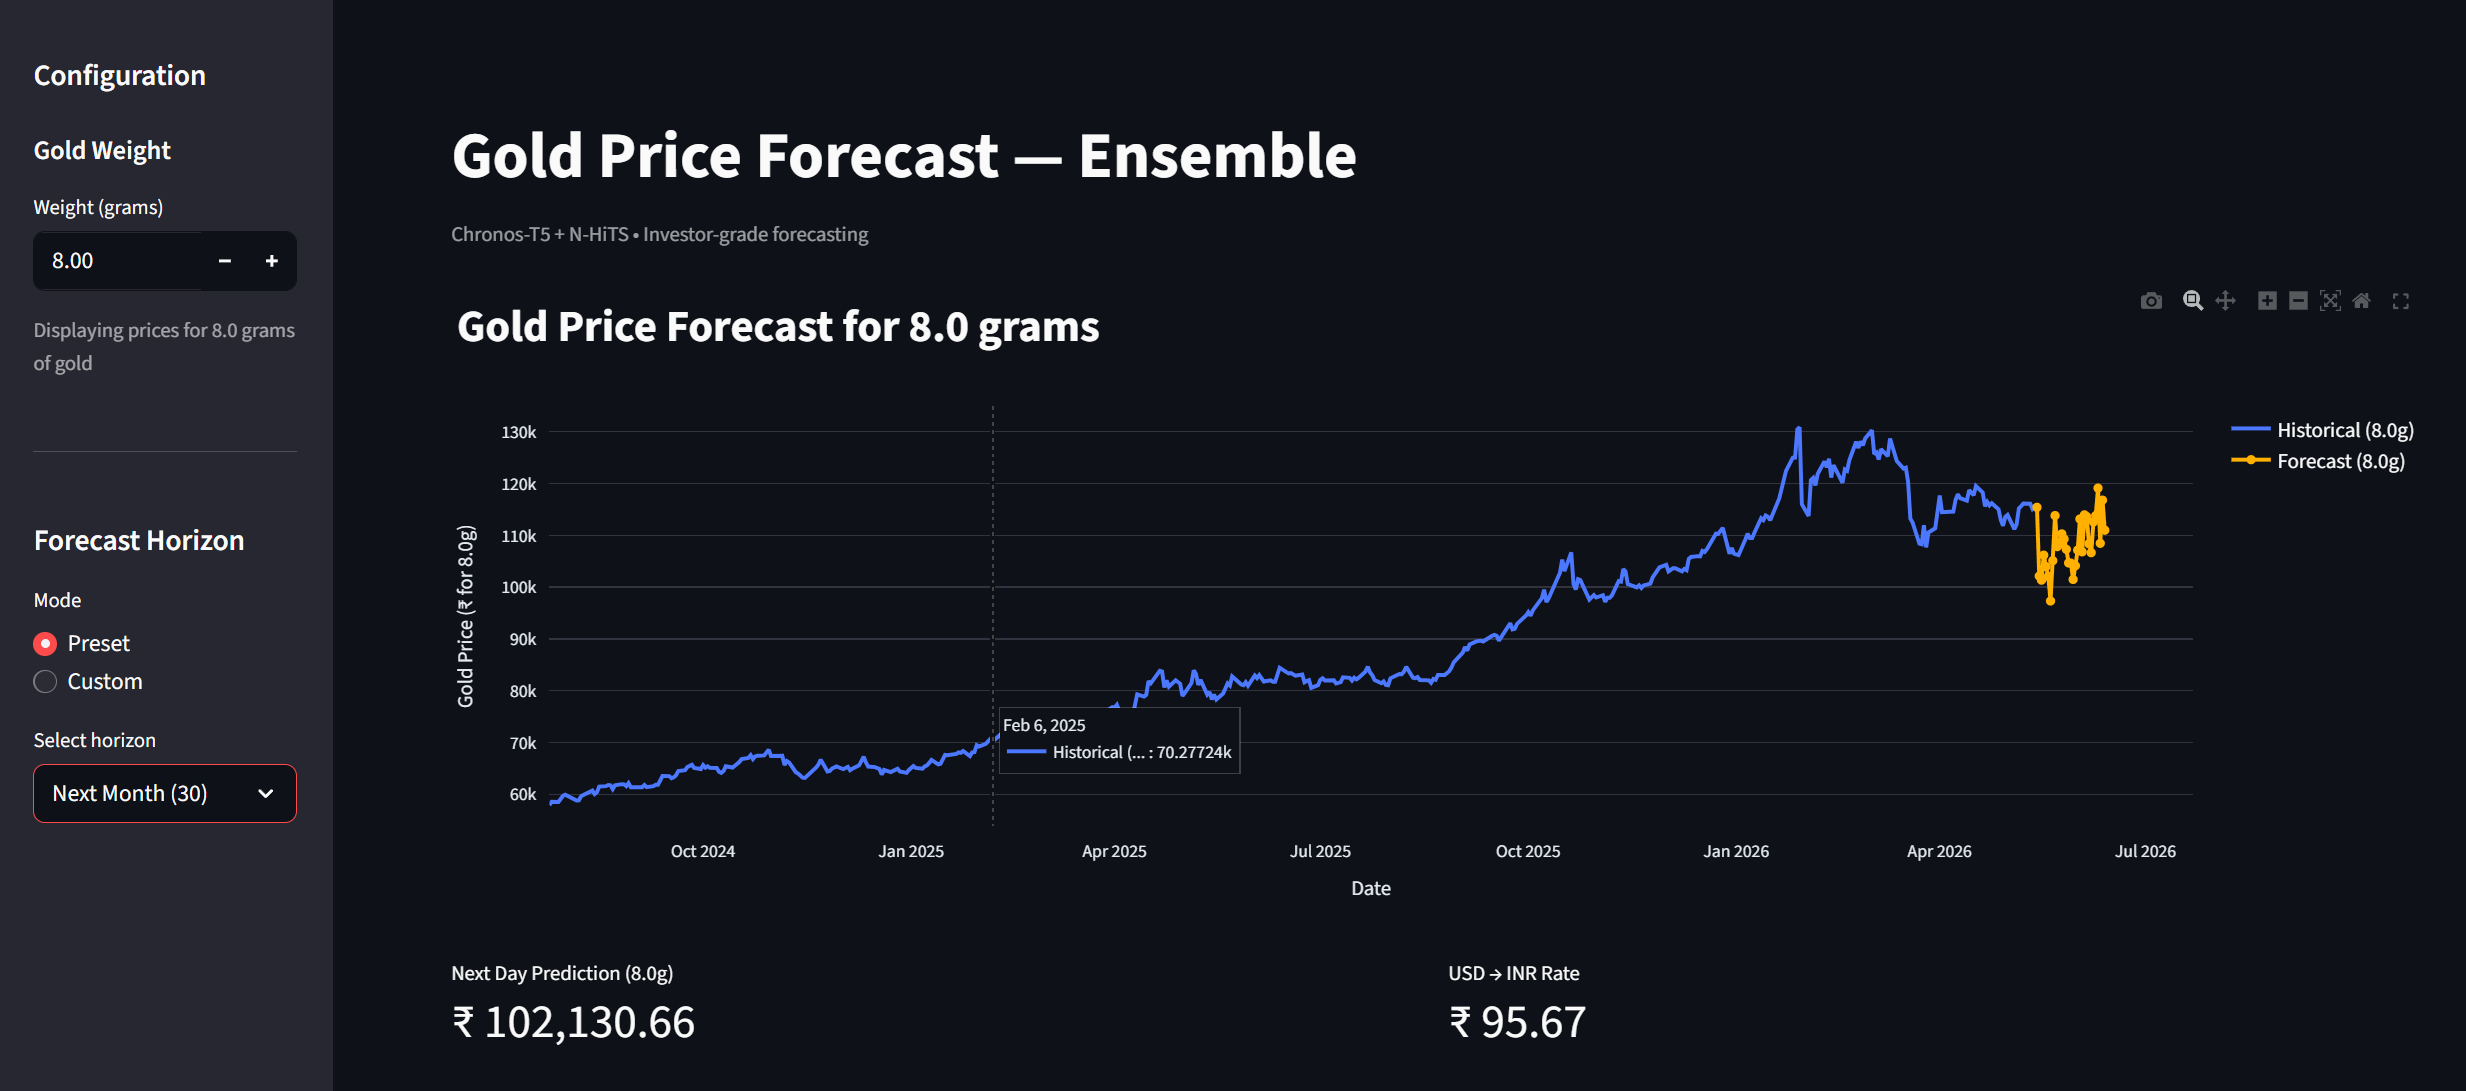 Configuration
Gold Weight
Weight (grams)
8.00
Displaying prices for 8.0 grams
of gold
Forecast Horizon
Mode
Preset
Custom
Select horizon
Next Month (30)
Gold Price Forecast — Ensemble
Chronos-T5 + N-HiTS • Investor-grade forecasting
Gold Price Forecast for 8.0 grams
Historical (8.0g)
Forecast (8.0g)
Gold Price (₹ for 8.0g)
130k
120k
110k
100k
90k
80k
70k
60k
Feb 6, 2025
Historical (... : 70.27724k
Oct 2024
Jan 2025
Apr 2025
Jul 2025
Oct 2025
Jan 2026
Apr 2026
Jul 2026
Date
Next Day Prediction (8.0g)
₹ 102,130.66
USD → INR Rate
₹ 95.67